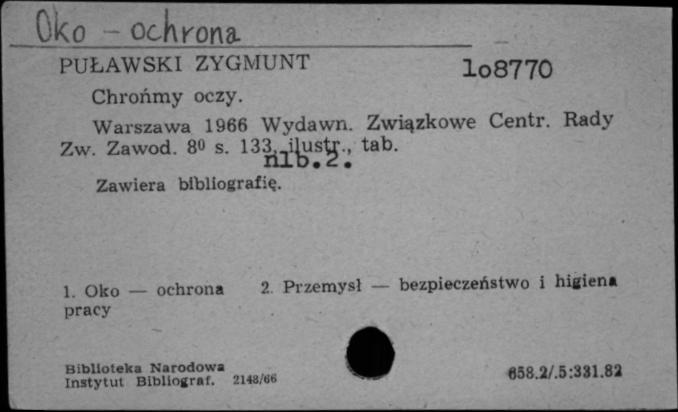 Oko - ochrona
PUŁAWSKI ZYGMUNT
108770
Chrońmy oczy.
Warszawa 1966 Wydawn. Związkowe Centr. Rady
Zw. Zawod. 8⁰ s. 133, ilustr., tab.
nlb.2.
Zawiera bibliografię.
1. Oko — ochrona 2. Przemysł — bezpieczeństwo i higiena
pracy
Biblioteka Narodowa
Instytut Bibliograf. 2148/66
658.2/.5:331.82